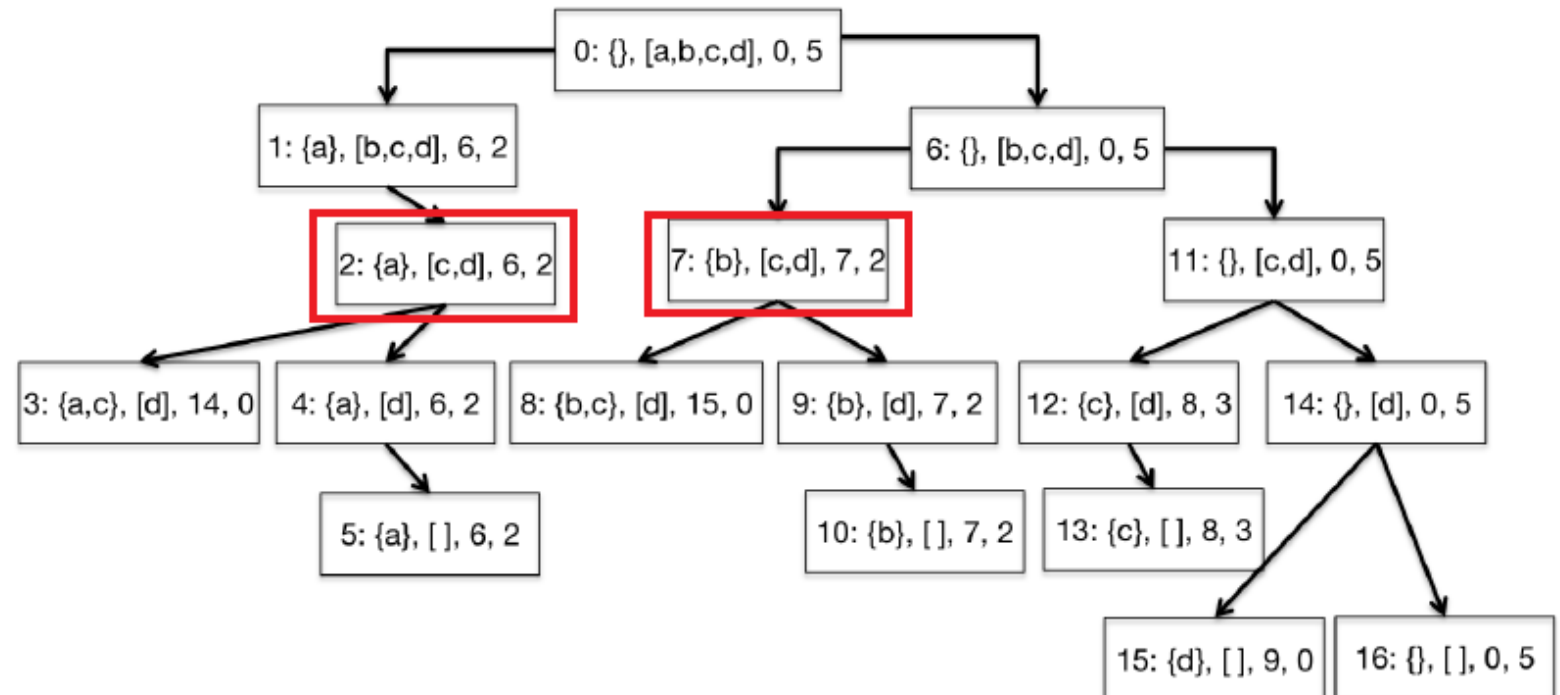 0: {}, [a,b,c,d], 0, 5
1: {a}, [b,c,d], 6, 2
6: {}, [b,c,d], 0, 5
2: {a}, [c,d], 6, 2
7: {b}, [c,d], 7, 2
11: {}, [c,d], 0, 5
3: {a,c}, [d], 14, 0
4: {a}, [d], 6, 2
8: {b,c}, [d], 15, 0
9: {b}, [d], 7, 2
12: {c}, [d], 8, 3
14: {}, [d], 0, 5
5: {a}, [ ], 6, 2
10: {b}, [ ], 7, 2
13: {c}, [ ], 8, 3
15: {d}, [ ], 9, 0
16: {}, [ ], 0, 5